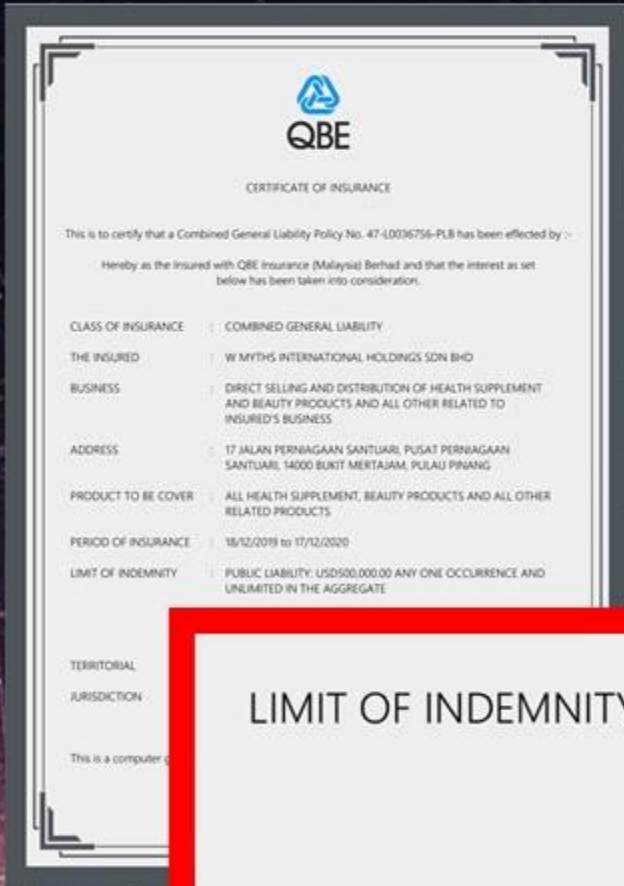 QBE
CERTIFICATE OF INSURANCE
This is to certify that a Combined General Liability Policy No. 47-L0036756-PLB has been effected by :-
Hereby as the Insured with QBE Insurance (Malaysia) Berhad and that the interest as set
below has been taken into consideration.
CLASS OF INSURANCE : COMBINED GENERAL LIABILITY
THE INSURED : W MYTHS INTERNATIONAL HOLDINGS SDN BHD
BUSINESS : DIRECT SELLING AND DISTRIBUTION OF HEALTH SUPPLEMENT
AND BEAUTY PRODUCTS AND ALL OTHER RELATED TO
INSURED'S BUSINESS
ADDRESS : 17 JALAN PERNIAGAAN SANTUARI, PUSAT PERNIAGAAN
SANTUARI, 14000 BUKIT MERTAJAM, PULAU PINANG
PRODUCT TO BE COVER : ALL HEALTH SUPPLEMENT, BEAUTY PRODUCTS AND ALL OTHER
RELATED PRODUCTS
PERIOD OF INSURANCE : 18/12/2019 to 17/12/2020
LIMIT OF INDEMNITY : PUBLIC LIABILITY: USD500,000.00 ANY ONE OCCURRENCE AND
UNLIMITED IN THE AGGREGATE
TERRITORIAL
JURISDICTION
This is a computer g
LIMIT OF INDEMNITY